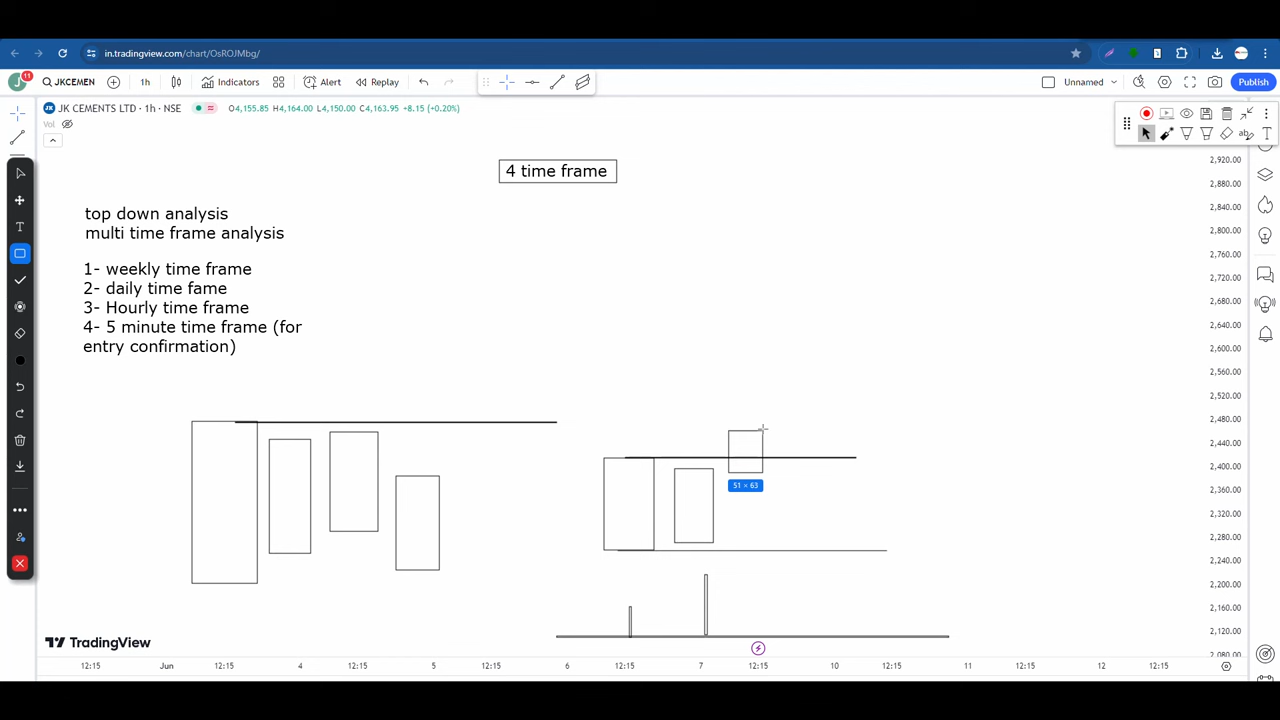 in.tradingview.com/chart/OsROJMbg/
J 11 JKCEMEN 1h Indicators Alert Replay Unnamed Publish
JK JK CEMENTS LTD · 1h · NSE O4,155.85 H4,164.00 L4,150.00 C4,163.95 +8.15 (+0.20%)
Vol
4 time frame
top down analysis
multi time frame analysis
1- weekly time frame
2- daily time fame
3- Hourly time frame
4- 5 minute time frame (for
entry confirmation)
51 × 63
2,920.00
2,880.00
2,840.00
2,800.00
2,760.00
2,720.00
2,680.00
2,640.00
2,600.00
2,560.00
2,520.00
2,480.00
2,440.00
2,400.00
2,360.00
2,320.00
2,280.00
2,240.00
2,200.00
2,160.00
2,120.00
2,080.00
TradingView
12:15 Jun 12:15 4 12:15 5 12:15 6 12:15 7 12:15 10 12:15 11 12:15 12 12:15